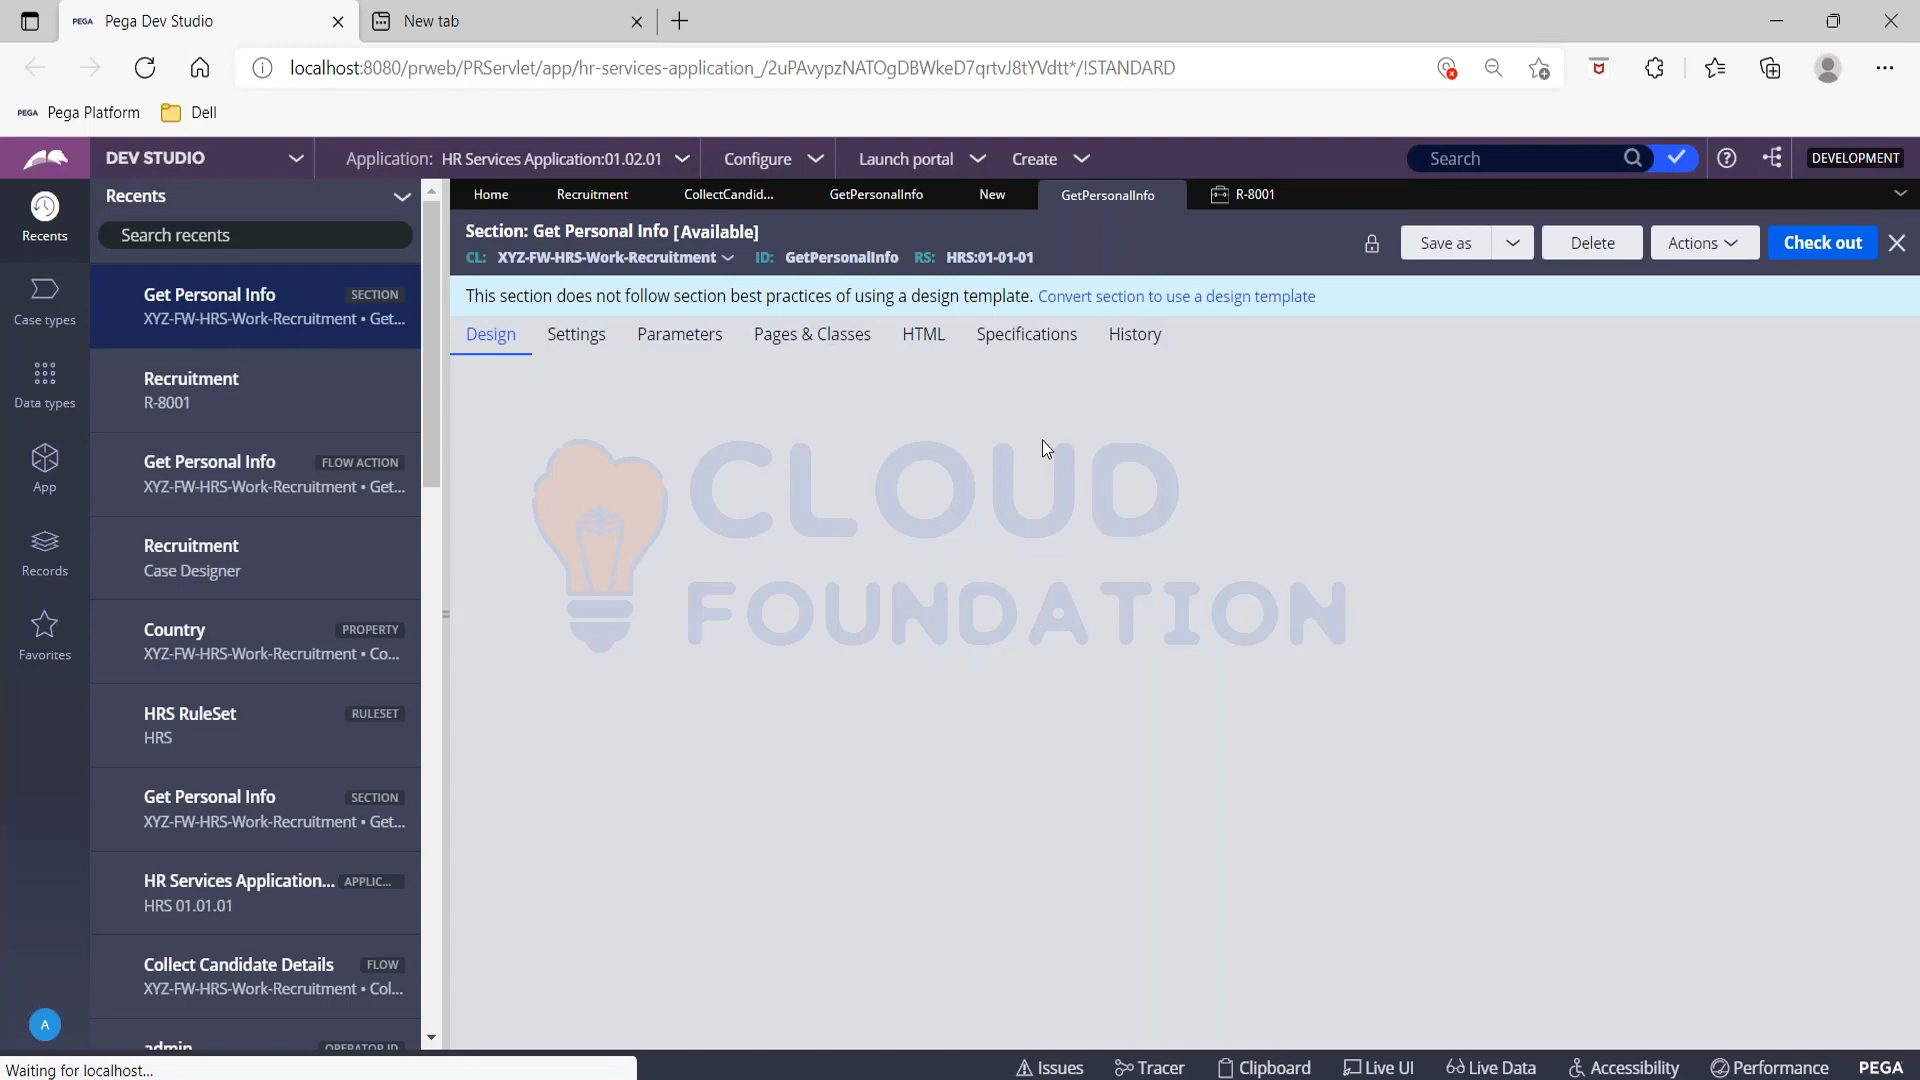 PEGA Pega Dev Studio
New tab
localhost:8080/prweb/PRServlet/app/hr-services-application_/2uPAvypzNATOgDBWkeD7qrtvJ8tYVdtt*/!STANDARD
PEGA Pega Platform Dell
DEV STUDIO
Application: HR Services Application:01.02.01
Configure
Launch portal
Create
Search
DEVELOPMENT
Recents
Case types
Data types
App
Records
Favorites
A
Recents
Search recents
Get Personal Info SECTION
XYZ-FW-HRS-Work-Recruitment • Get...
Recruitment
R-8001
Get Personal Info FLOW ACTION
XYZ-FW-HRS-Work-Recruitment • Get...
Recruitment
Case Designer
Country PROPERTY
XYZ-FW-HRS-Work-Recruitment • Co...
HRS RuleSet RULESET
HRS
Get Personal Info SECTION
XYZ-FW-HRS-Work-Recruitment • Get...
HR Services Application... APPLIC...
HRS 01.01.01
Collect Candidate Details FLOW
XYZ-FW-HRS-Work-Recruitment • Col...
admin OPERATOR ID
Home Recruitment CollectCandid... GetPersonalInfo New GetPersonalInfo R-8001
Section: Get Personal Info [Available]
CL: XYZ-FW-HRS-Work-Recruitment ID: GetPersonalInfo RS: HRS:01-01-01
Save as
Delete
Actions
Check out
This section does not follow section best practices of using a design template. Convert section to use a design template
Design Settings Parameters Pages & Classes HTML Specifications History
CLOUD
FOUNDATION
Waiting for localhost...
Issues Tracer Clipboard Live UI Live Data Accessibility Performance PEGA